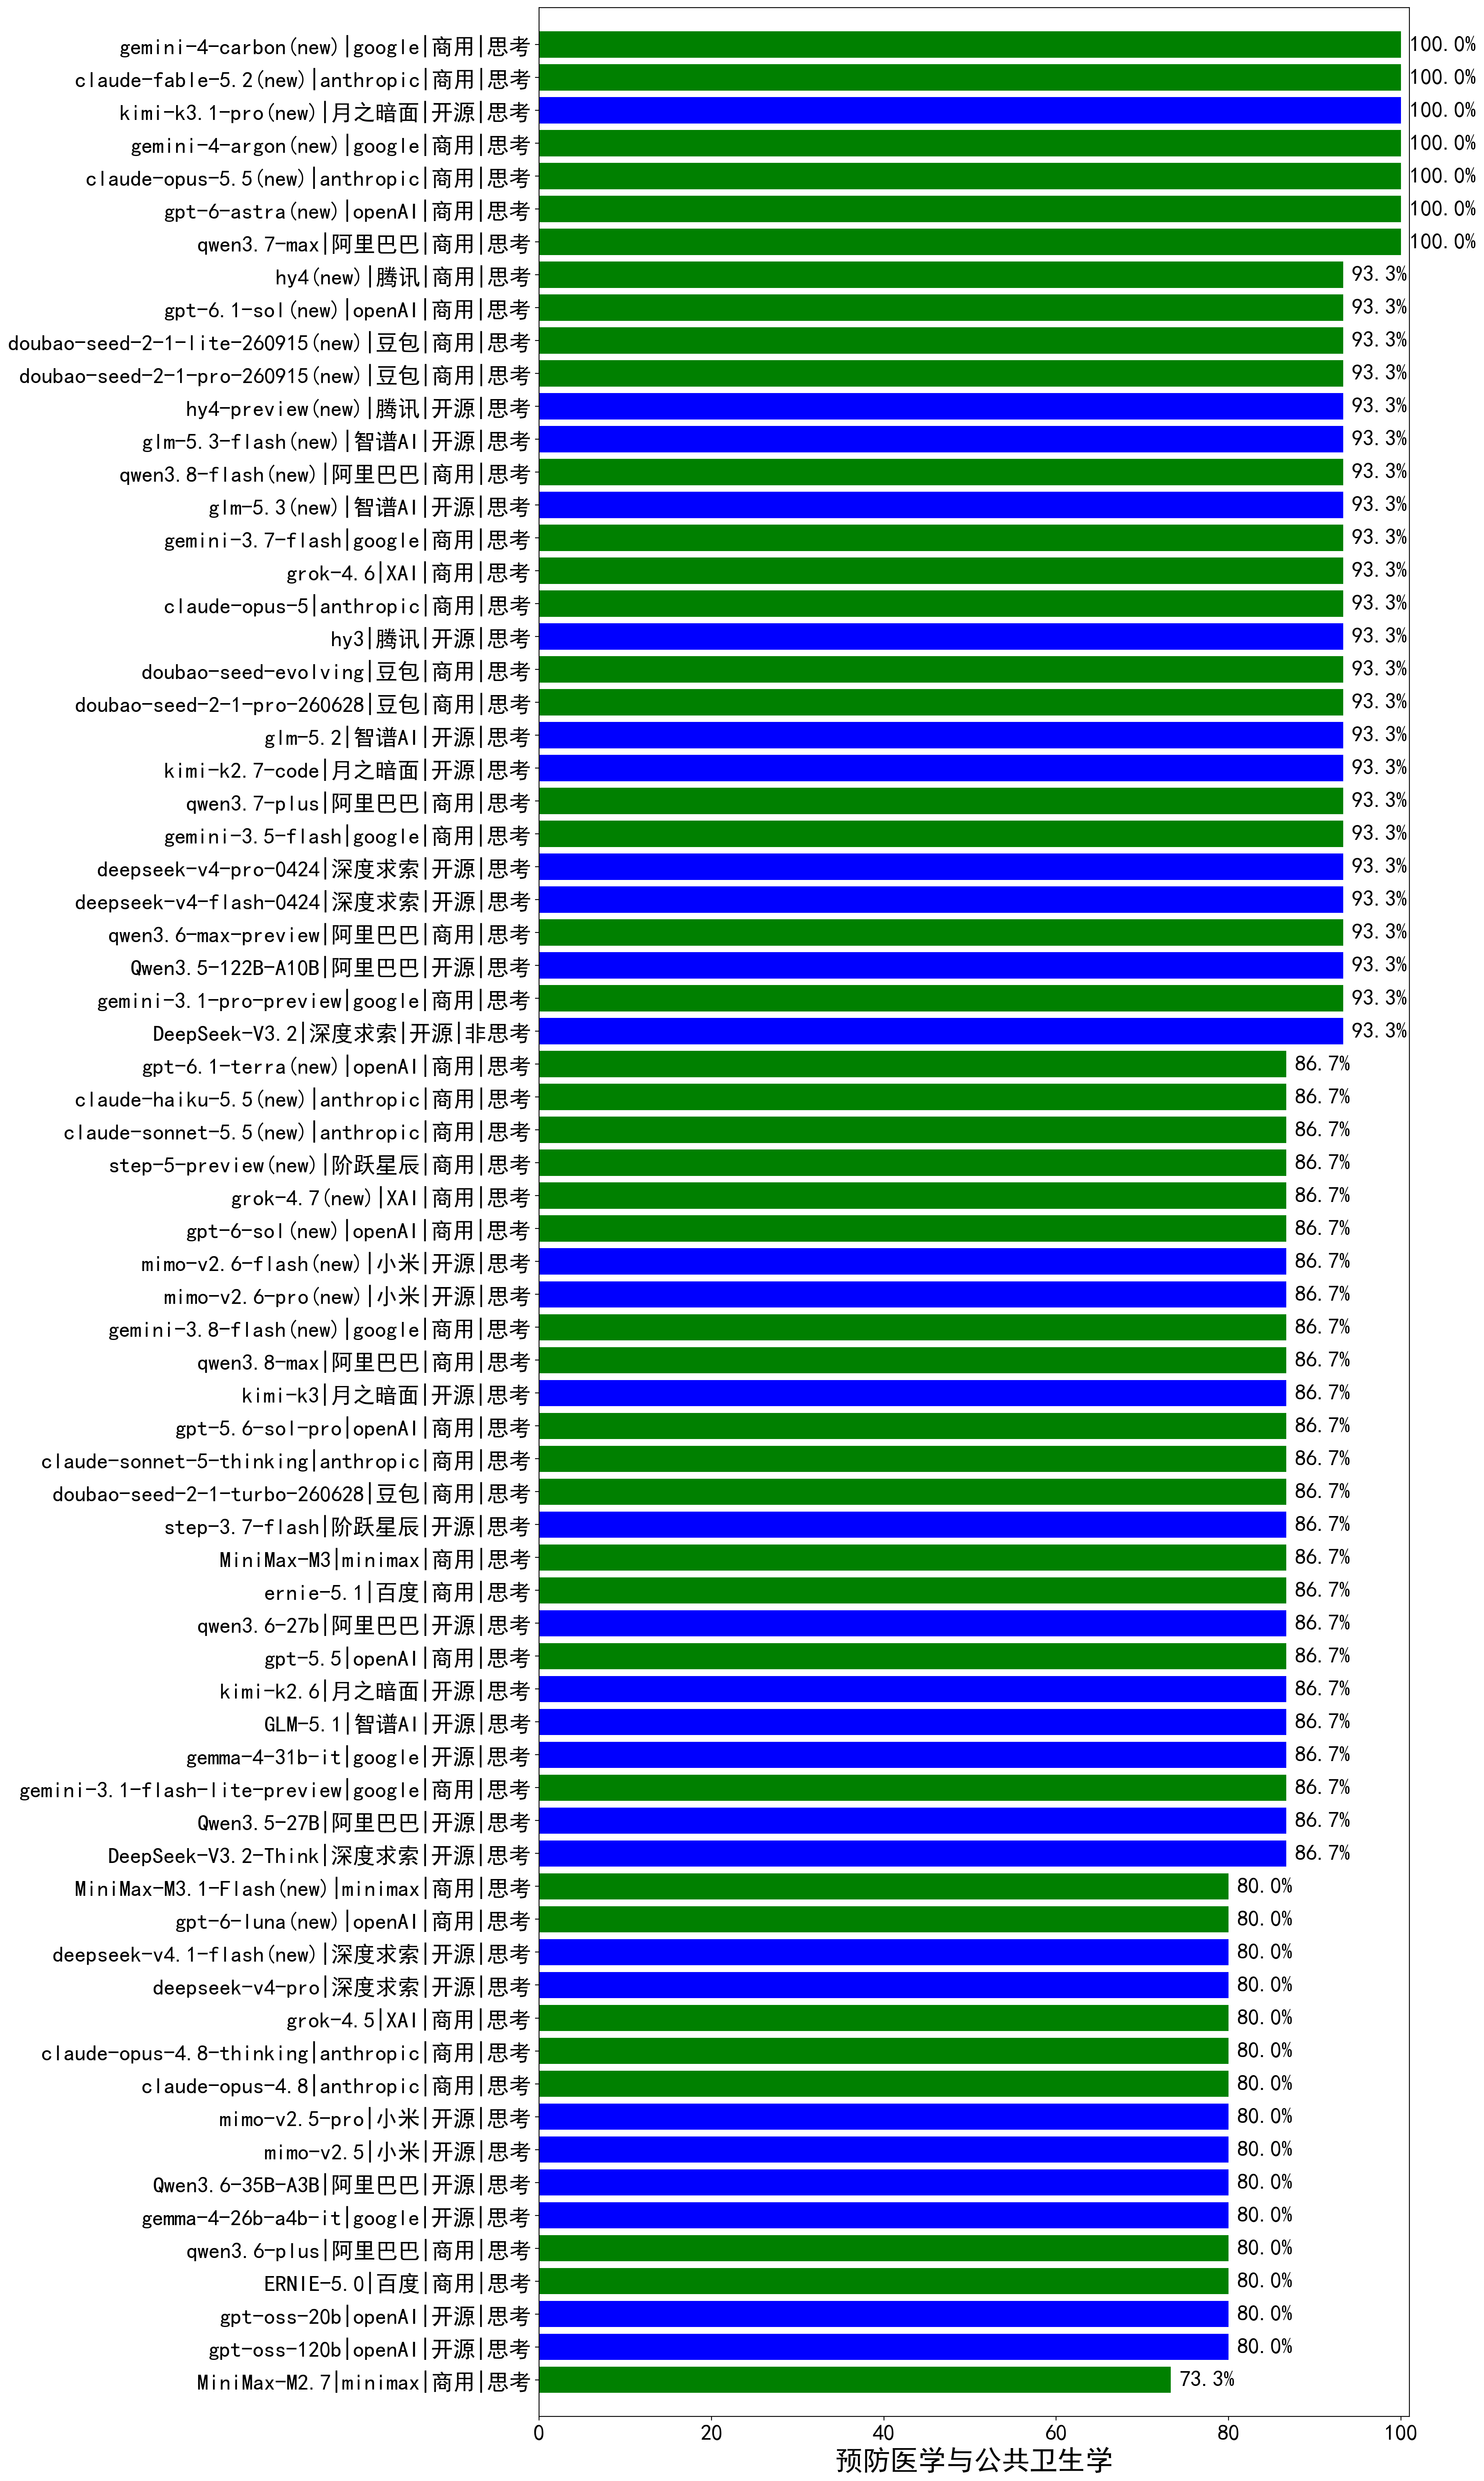 gemini-4-carbon(new)|google|商用|思考 100.0%
claude-fable-5.2(new)|anthropic|商用|思考 100.0%
kimi-k3.1-pro(new)|月之暗面|开源|思考 100.0%
gemini-4-argon(new)|google|商用|思考 100.0%
claude-opus-5.5(new)|anthropic|商用|思考 100.0%
gpt-6-astra(new)|openAI|商用|思考 100.0%
qwen3.7-max|阿里巴巴|商用|思考 100.0%
hy4(new)|腾讯|商用|思考 93.3%
gpt-6.1-sol(new)|openAI|商用|思考 93.3%
doubao-seed-2-1-lite-260915(new)|豆包|商用|思考 93.3%
doubao-seed-2-1-pro-260915(new)|豆包|商用|思考 93.3%
hy4-preview(new)|腾讯|开源|思考 93.3%
glm-5.3-flash(new)|智谱AI|开源|思考 93.3%
qwen3.8-flash(new)|阿里巴巴|商用|思考 93.3%
glm-5.3(new)|智谱AI|开源|思考 93.3%
gemini-3.7-flash|google|商用|思考 93.3%
grok-4.6|XAI|商用|思考 93.3%
claude-opus-5|anthropic|商用|思考 93.3%
hy3|腾讯|开源|思考 93.3%
doubao-seed-evolving|豆包|商用|思考 93.3%
doubao-seed-2-1-pro-260628|豆包|商用|思考 93.3%
glm-5.2|智谱AI|开源|思考 93.3%
kimi-k2.7-code|月之暗面|开源|思考 93.3%
qwen3.7-plus|阿里巴巴|商用|思考 93.3%
gemini-3.5-flash|google|商用|思考 93.3%
deepseek-v4-pro-0424|深度求索|开源|思考 93.3%
deepseek-v4-flash-0424|深度求索|开源|思考 93.3%
qwen3.6-max-preview|阿里巴巴|商用|思考 93.3%
Qwen3.5-122B-A10B|阿里巴巴|开源|思考 93.3%
gemini-3.1-pro-preview|google|商用|思考 93.3%
DeepSeek-V3.2|深度求索|开源|非思考 93.3%
gpt-6.1-terra(new)|openAI|商用|思考 86.7%
claude-haiku-5.5(new)|anthropic|商用|思考 86.7%
claude-sonnet-5.5(new)|anthropic|商用|思考 86.7%
step-5-preview(new)|阶跃星辰|商用|思考 86.7%
grok-4.7(new)|XAI|商用|思考 86.7%
gpt-6-sol(new)|openAI|商用|思考 86.7%
mimo-v2.6-flash(new)|小米|开源|思考 86.7%
mimo-v2.6-pro(new)|小米|开源|思考 86.7%
gemini-3.8-flash(new)|google|商用|思考 86.7%
qwen3.8-max|阿里巴巴|商用|思考 86.7%
kimi-k3|月之暗面|开源|思考 86.7%
gpt-5.6-sol-pro|openAI|商用|思考 86.7%
claude-sonnet-5-thinking|anthropic|商用|思考 86.7%
doubao-seed-2-1-turbo-260628|豆包|商用|思考 86.7%
step-3.7-flash|阶跃星辰|开源|思考 86.7%
MiniMax-M3|minimax|商用|思考 86.7%
ernie-5.1|百度|商用|思考 86.7%
qwen3.6-27b|阿里巴巴|开源|思考 86.7%
gpt-5.5|openAI|商用|思考 86.7%
kimi-k2.6|月之暗面|开源|思考 86.7%
GLM-5.1|智谱AI|开源|思考 86.7%
gemma-4-31b-it|google|开源|思考 86.7%
gemini-3.1-flash-lite-preview|google|商用|思考 86.7%
Qwen3.5-27B|阿里巴巴|开源|思考 86.7%
DeepSeek-V3.2-Think|深度求索|开源|思考 86.7%
MiniMax-M3.1-Flash(new)|minimax|商用|思考 80.0%
gpt-6-luna(new)|openAI|商用|思考 80.0%
deepseek-v4.1-flash(new)|深度求索|开源|思考 80.0%
deepseek-v4-pro|深度求索|开源|思考 80.0%
grok-4.5|XAI|商用|思考 80.0%
claude-opus-4.8-thinking|anthropic|商用|思考 80.0%
claude-opus-4.8|anthropic|商用|思考 80.0%
mimo-v2.5-pro|小米|开源|思考 80.0%
mimo-v2.5|小米|开源|思考 80.0%
Qwen3.6-35B-A3B|阿里巴巴|开源|思考 80.0%
gemma-4-26b-a4b-it|google|开源|思考 80.0%
qwen3.6-plus|阿里巴巴|商用|思考 80.0%
ERNIE-5.0|百度|商用|思考 80.0%
gpt-oss-20b|openAI|开源|思考 80.0%
gpt-oss-120b|openAI|开源|思考 80.0%
MiniMax-M2.7|minimax|商用|思考 73.3%
0 20 40 60 80 100
预防医学与公共卫生学